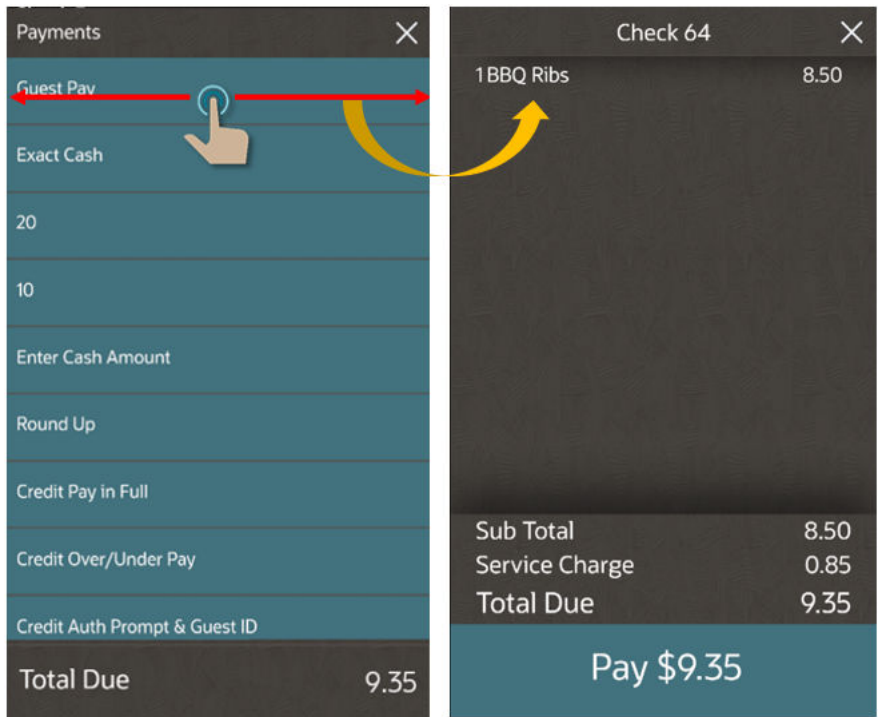 Payments
Guest Pay
Exact Cash
20
10
Enter Cash Amount
Round Up
Credit Pay in Full
Credit Over/Under Pay
Credit Auth Prompt & Guest ID
Total Due 9.35
Check 64
1 BBQ Ribs 8.50
Sub Total 8.50
Service Charge 0.85
Total Due 9.35
Pay $9.35